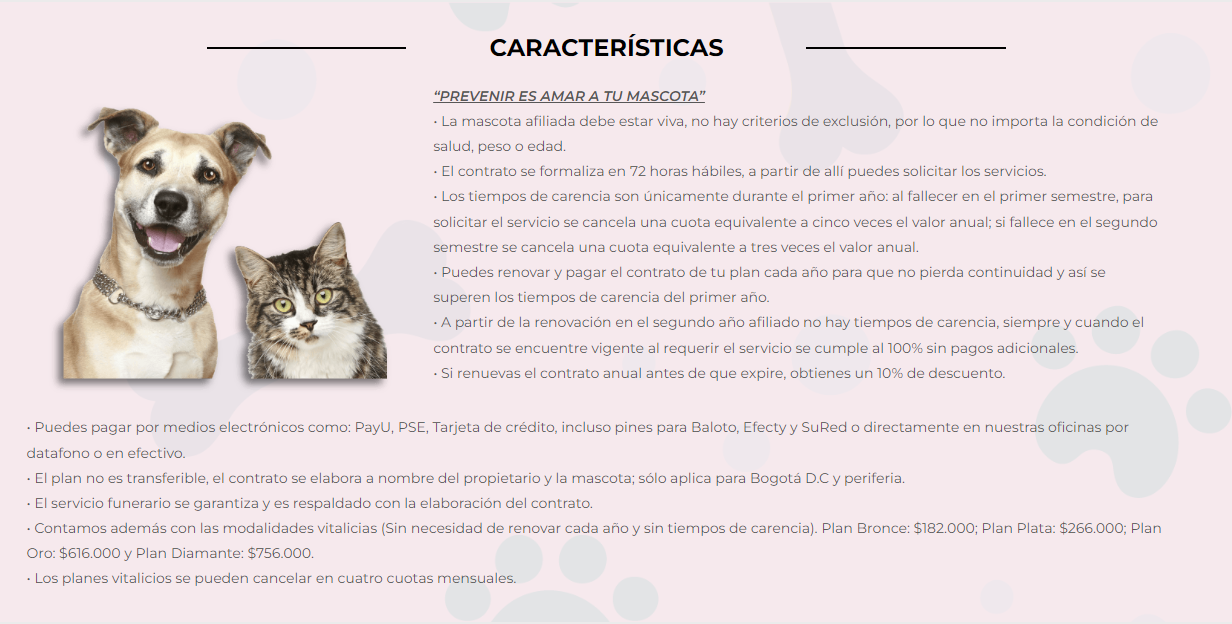 CARACTERÍSTICAS
“PREVENIR ES AMAR A TU MASCOTA”
• La mascota afiliada debe estar viva, no hay criterios de exclusión, por lo que no importa la condición de
salud, peso o edad.
• El contrato se formaliza en 72 horas hábiles, a partir de allí puedes solicitar los servicios.
• Los tiempos de carencia son únicamente durante el primer año: al fallecer en el primer semestre, para
solicitar el servicio se cancela una cuota equivalente a cinco veces el valor anual; si fallece en el segundo
semestre se cancela una cuota equivalente a tres veces el valor anual.
• Puedes renovar y pagar el contrato de tu plan cada año para que no pierda continuidad y así se
superen los tiempos de carencia del primer año.
• A partir de la renovación en el segundo año afiliado no hay tiempos de carencia, siempre y cuando el
contrato se encuentre vigente al requerir el servicio se cumple al 100% sin pagos adicionales.
• Si renuevas el contrato anual antes de que expire, obtienes un 10% de descuento.
• Puedes pagar por medios electrónicos como: PayU, PSE, Tarjeta de crédito, incluso pines para Baloto, Efecty y SuRed o directamente en nuestras oficinas por
datafono o en efectivo.
• El plan no es transferible, el contrato se elabora a nombre del propietario y la mascota; sólo aplica para Bogotá D.C y periferia.
• El servicio funerario se garantiza y es respaldado con la elaboración del contrato.
• Contamos además con las modalidades vitalicias (Sin necesidad de renovar cada año y sin tiempos de carencia). Plan Bronce: $182.000; Plan Plata: $266.000; Plan
Oro: $616.000 y Plan Diamante: $756.000.
• Los planes vitalicios se pueden cancelar en cuatro cuotas mensuales.